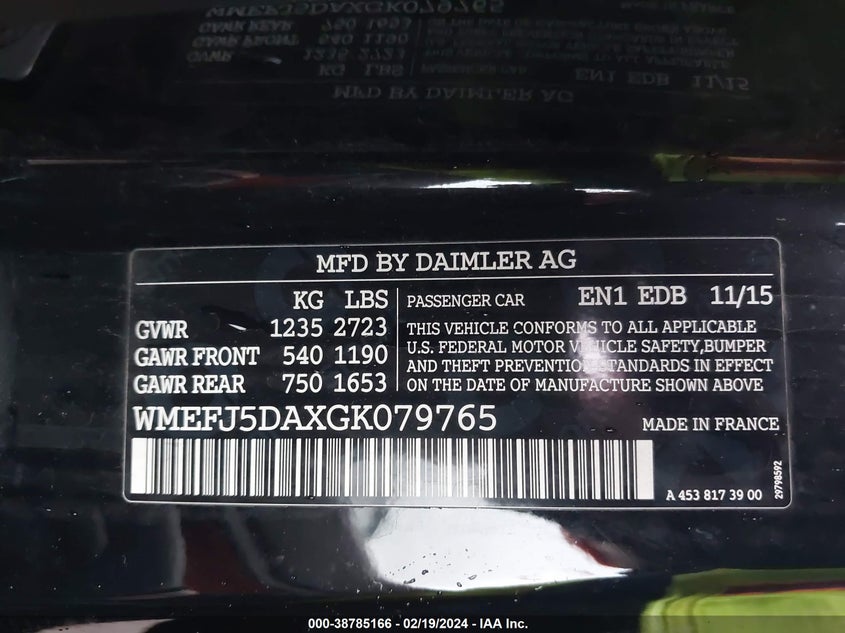 MFD BY DAIMLER AG
KG LBS
GVWR 1235 2723
GAWR FRONT 540 1190
GAWR REAR 750 1653
PASSENGER CAR EN1 EDB 11/15
THIS VEHICLE CONFORMS TO ALL APPLICABLE
U.S. FEDERAL MOTOR VEHICLE SAFETY,BUMPER
AND THEFT PREVENTION STANDARDS IN EFFECT
ON THE DATE OF MANUFACTURE SHOWN ABOVE
WMEFJ5DAXGK079765
MADE IN FRANCE
A 453 817 39 00
29798592
000-38785166 - 02/19/2024 - IAA Inc.